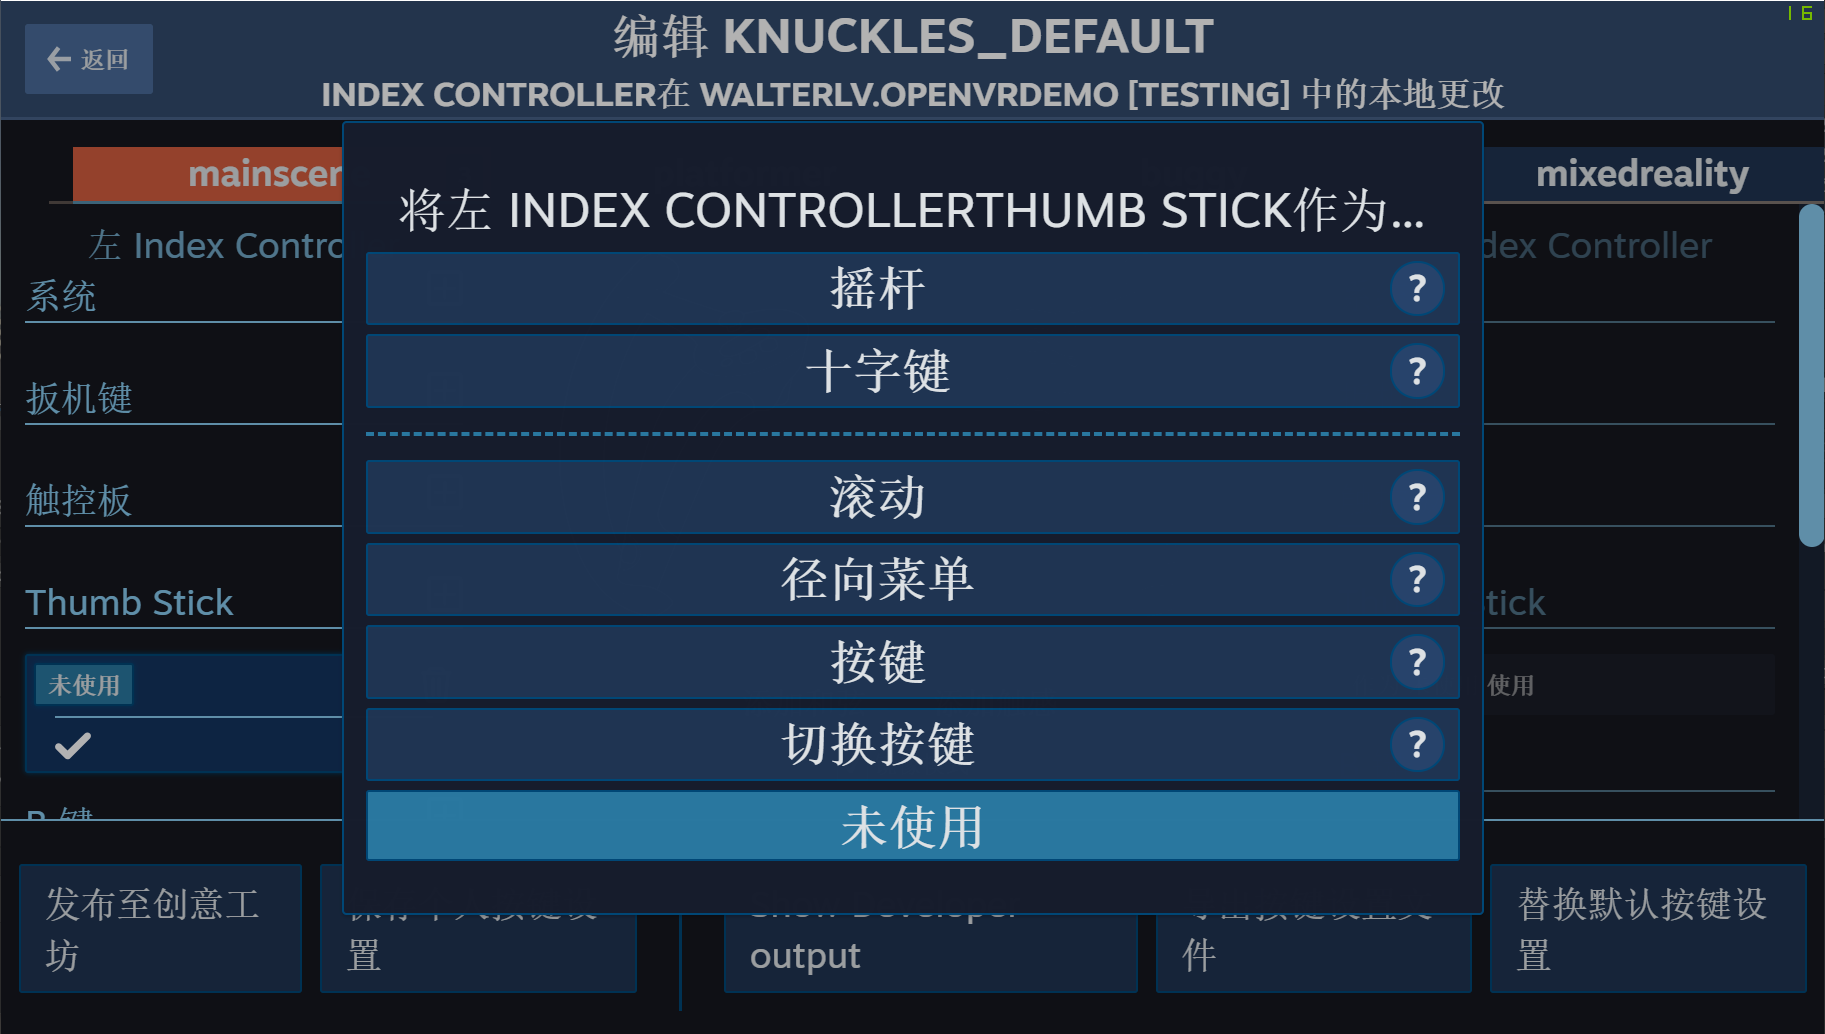 16
编辑 KNUCKLES_DEFAULT
返回
INDEX CONTROLLER在 WALTERLV.OPENVRDEMO [TESTING] 中的本地更改
mainscen
mixedreality
左 Index Contro
dex Controller
系统
扳机键
触控板
Thumb Stick
tick
未使用
使用
将左 INDEX CONTROLLERTHUMB STICK作为...
摇杆
?
十字键
?
滚动
?
径向菜单
?
按键
?
切换按键
?
未使用
发布至创意工
坊
置
output
件
替换默认按键设
置